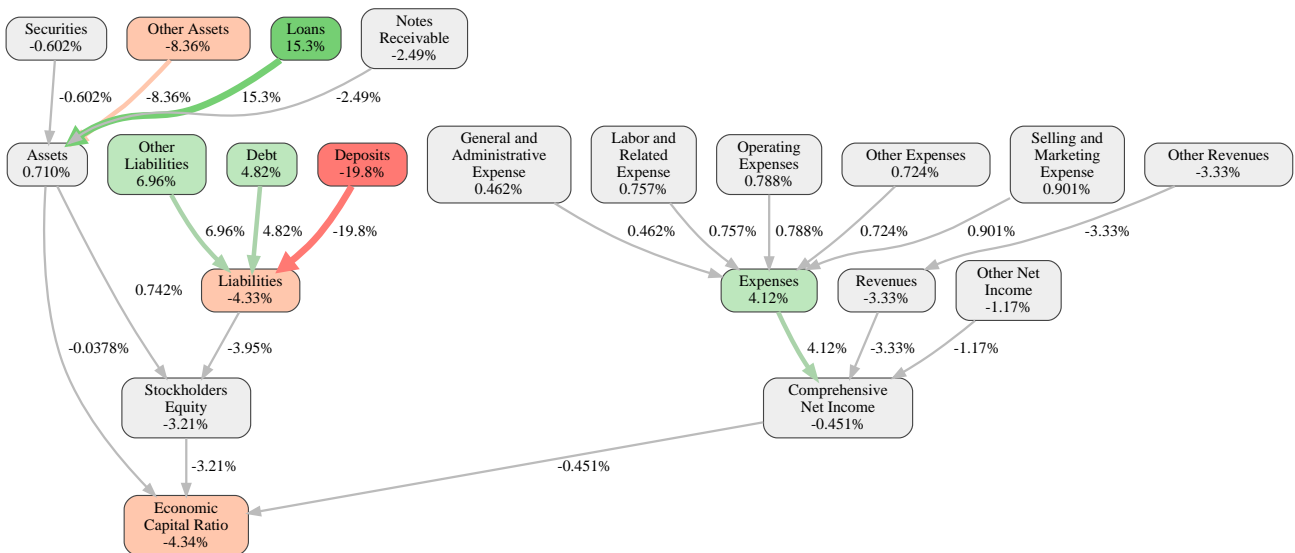 Securities
-0.602%
Other Assets
-8.36%
Loans
15.3%
Notes
Receivable
-2.49%
-0.602%
-8.36%
15.3%
-2.49%
Assets
0.710%
Other
Liabilities
6.96%
Debt
4.82%
Deposits
-19.8%
General and
Administrative
Expense
0.462%
Labor and
Related
Expense
0.757%
Operating
Expenses
0.788%
Other Expenses
0.724%
Selling and
Marketing
Expense
0.901%
Other Revenues
-3.33%
6.96%
4.82%
-19.8%
0.462%
0.757%
0.788%
0.724%
0.901%
-3.33%
0.742%
Liabilities
-4.33%
Expenses
4.12%
Revenues
-3.33%
Other Net
Income
-1.17%
-0.0378%
-3.95%
4.12%
-3.33%
-1.17%
Stockholders
Equity
-3.21%
Comprehensive
Net Income
-0.451%
-3.21%
-0.451%
Economic
Capital Ratio
-4.34%